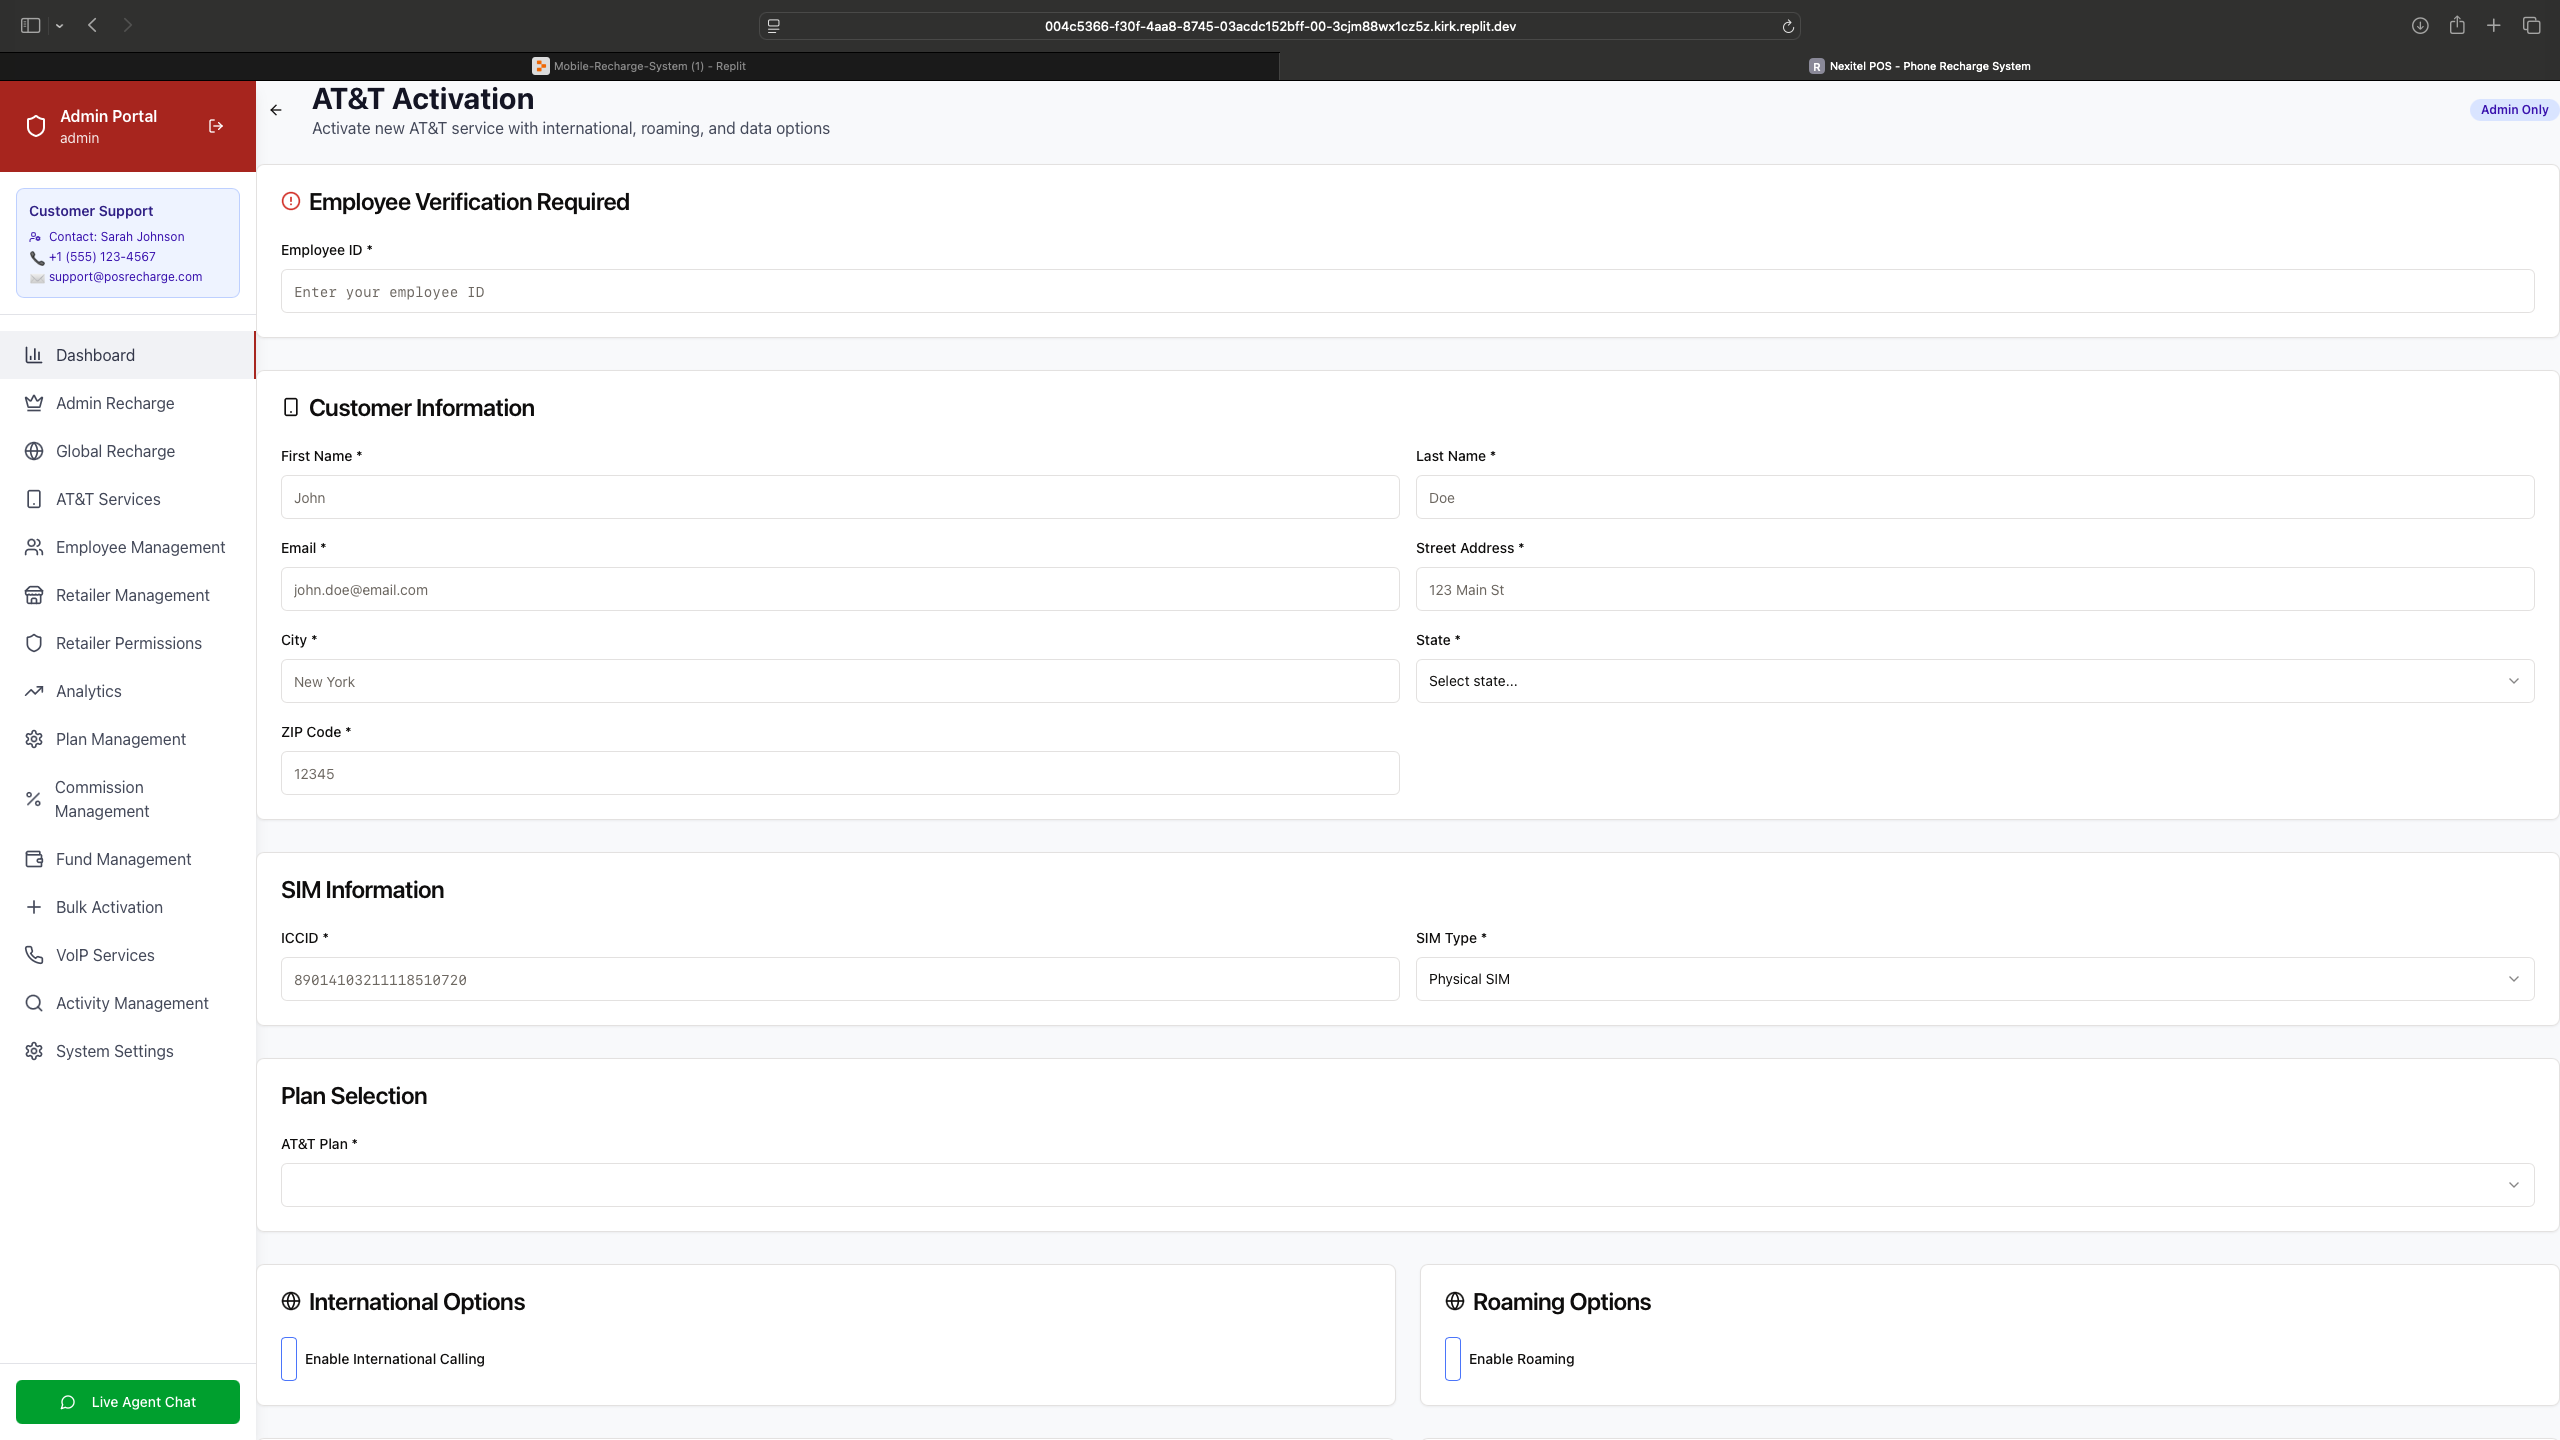 004c5366-f30f-4aa8-8745-03acdc152bff-00-3cjm88wx1cz5z.kirk.replit.dev
Mobile-Recharge-System (1) - Replit
R Nexitel POS - Phone Recharge System
Admin Portal
admin
Customer Support
Contact: Sarah Johnson
+1 (555) 123-4567
support@posrecharge.com
Dashboard
Admin Recharge
Global Recharge
AT&T Services
Employee Management
Retailer Management
Retailer Permissions
Analytics
Plan Management
Commission
Management
Fund Management
Bulk Activation
VoIP Services
Activity Management
System Settings
Live Agent Chat
AT&T Activation
Activate new AT&T service with international, roaming, and data options
Admin Only
Employee Verification Required
Employee ID *
Enter your employee ID
Customer Information
First Name *
John
Last Name *
Doe
Email *
john.doe@email.com
Street Address *
123 Main St
City *
New York
State *
Select state...
ZIP Code *
12345
SIM Information
ICCID *
89014103211118510720
SIM Type *
Physical SIM
Plan Selection
AT&T Plan *
International Options
Enable International Calling
Roaming Options
Enable Roaming